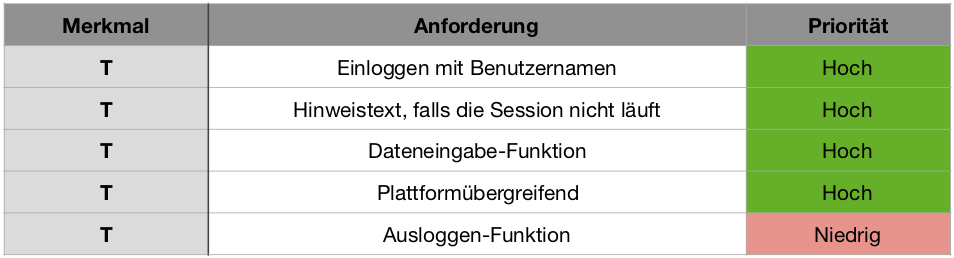 Merkmal Anforderung Priorität
T Einloggen mit Benutzernamen Hoch
T Hinweistext, falls die Session nicht läuft Hoch
T Dateneingabe-Funktion Hoch
T Plattformübergreifend Hoch
T Ausloggen-Funktion Niedrig